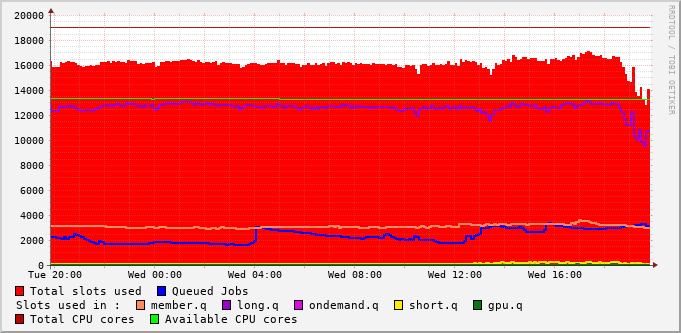 20000
18000
16000
14000
12000
10000
8000
6000
4000
2000
0
Tue 20:00 Wed 00:00 Wed 04:00 Wed 08:00 Wed 12:00 Wed 16:00
RRDTOOL / TOBI OETIKER
Total slots used Queued Jobs
Slots used in : member.q long.q ondemand.q short.q gpu.q
Total CPU cores Available CPU cores